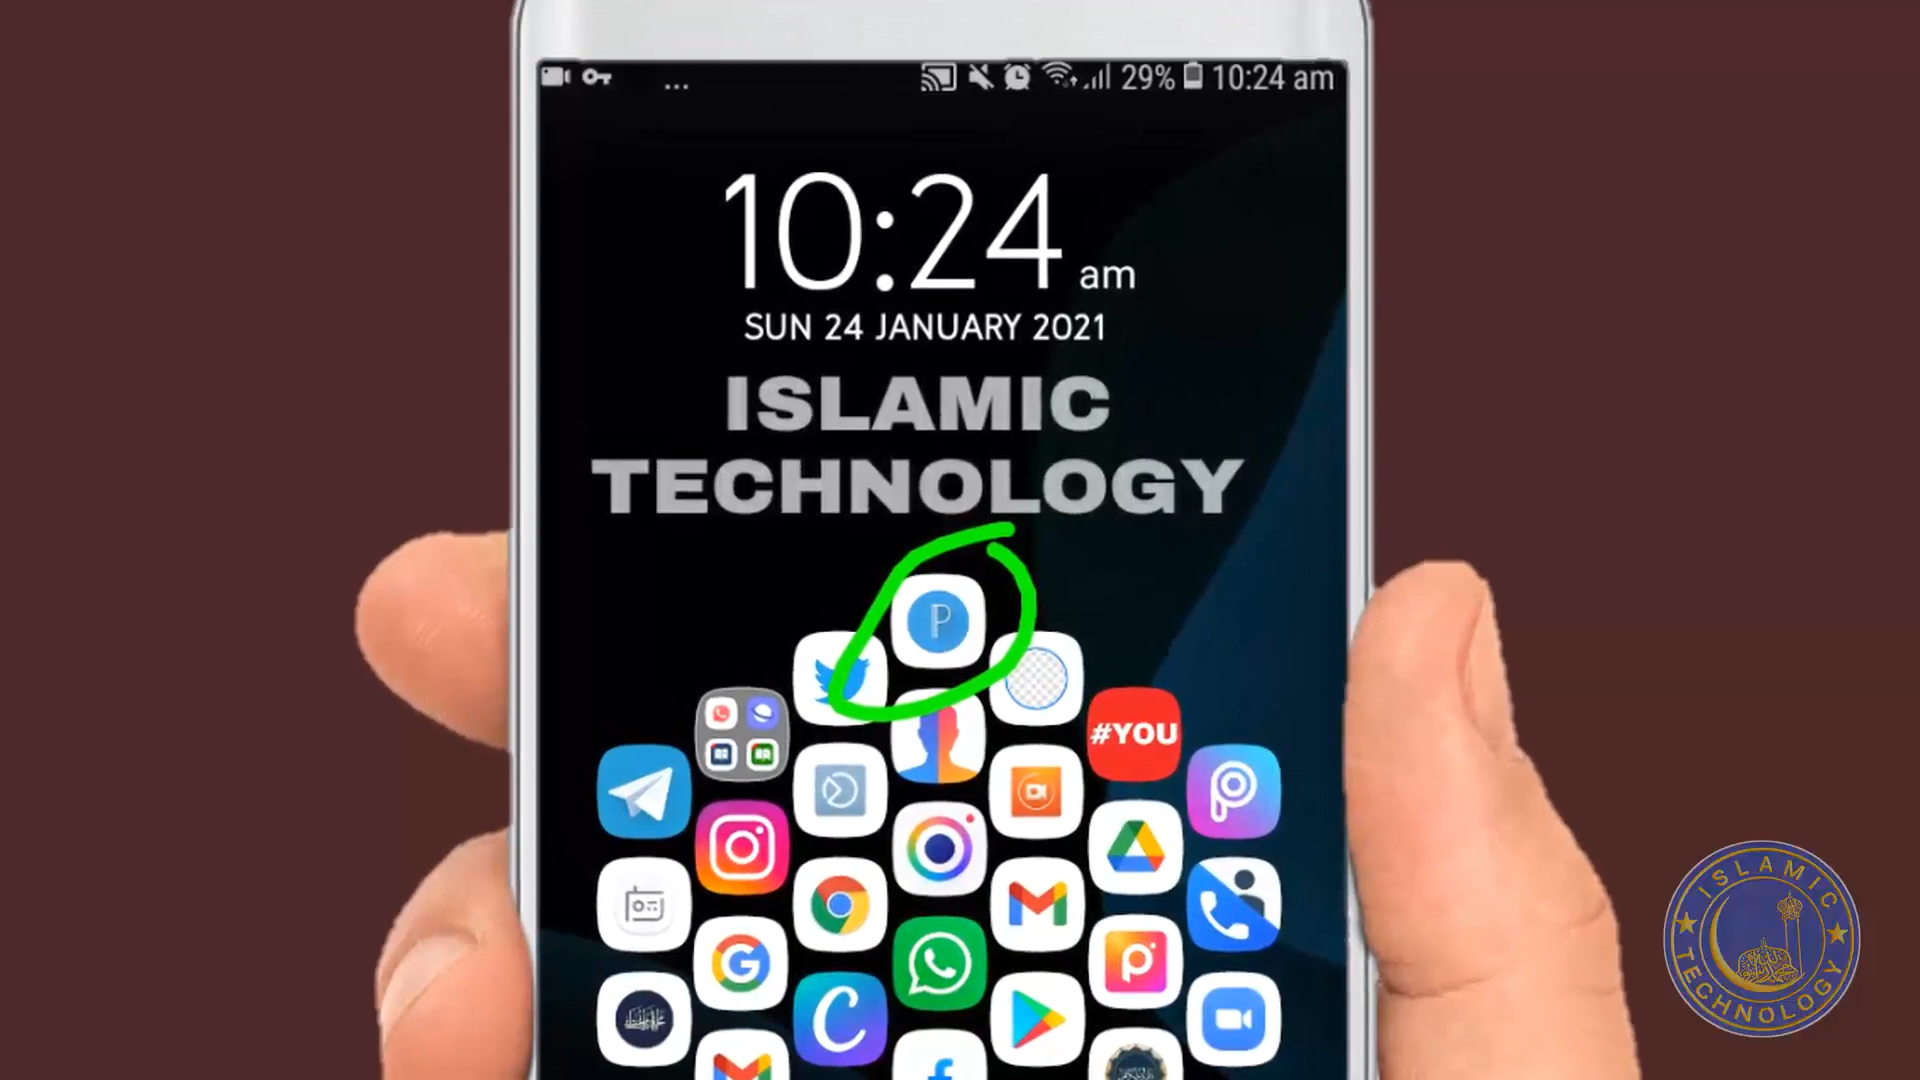 ... 29% 10:24 am
10:24 am
SUN 24 JANUARY 2021
ISLAMIC
TECHNOLOGY
P
#YOU
ISLAMIC
TECHNOLOGY